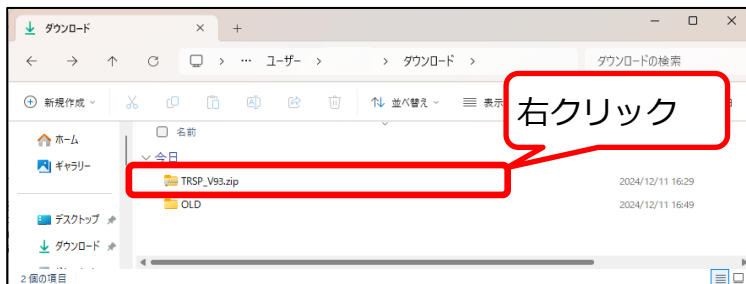 ダウンロード
ユーザー ダウンロード ダウンロードの検索
新規作成 並べ替え 表示
右クリック
ホーム
ギャラリー
デスクトップ
ダウンロード
名前
今日
TRSP_V93.zip 2024/12/11 16:29
OLD 2024/12/11 16:49
2 個の項目